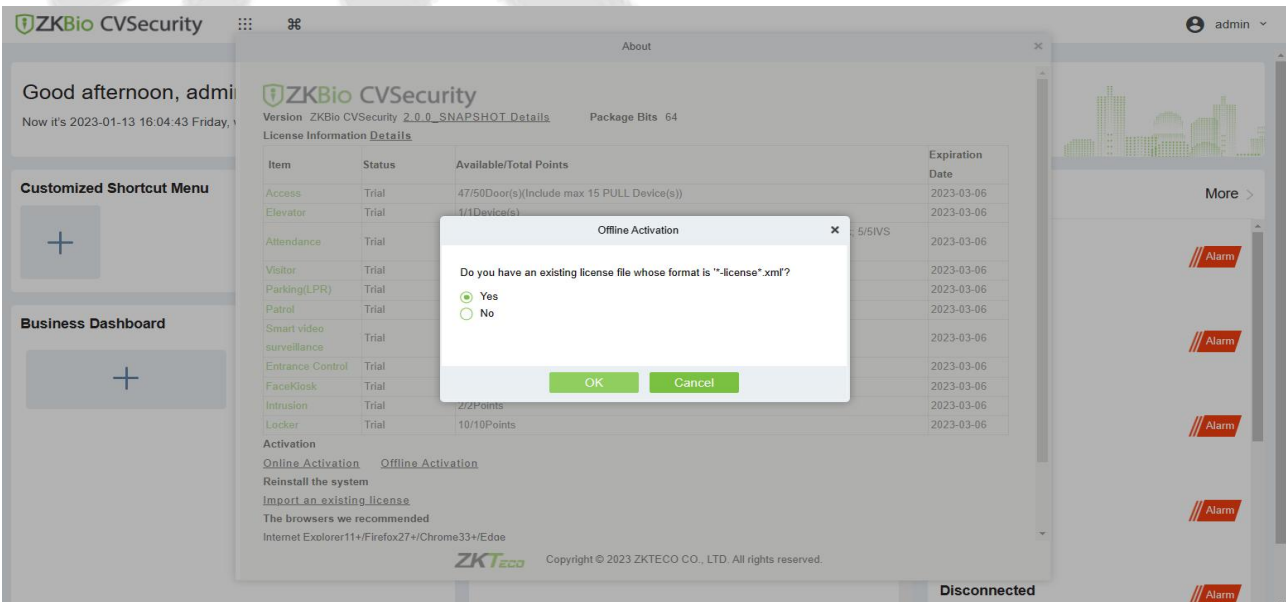 ZKBio CVSecurity
admin
About
Good afternoon, admi
Now it's 2023-01-13 16:04:43 Friday,
Customized Shortcut Menu
Business Dashboard
ZKBio CVSecurity
Version ZKBio CVSecurity 2.0.0_SNAPSHOT Details Package Bits 64
License Information Details
Item Status Available/Total Points Expiration Date
Access Trial 47/50Door(s)(Include max 15 PULL Device(s)) 2023-03-06
Elevator Trial 1/1Device(s) 2023-03-06
Attendance Trial 5/5IVS 2023-03-06
Visitor Trial 2023-03-06
Parking(LPR) Trial 2023-03-06
Patrol Trial 2023-03-06
Smart video surveillance Trial 2023-03-06
Entrance Control Trial 2023-03-06
FaceKiosk Trial 2023-03-06
Intrusion Trial 2/2Points 2023-03-06
Locker Trial 10/10Points 2023-03-06
Offline Activation
Do you have an existing license file whose format is '*-license*.xml'?
Yes
No
OK Cancel
Activation
Online Activation Offline Activation
Reinstall the system
Import an existing license
The browsers we recommended
Internet Explorer11+/Firefox27+/Chrome33+/Edge
ZKTeco Copyright © 2023 ZKTECO CO., LTD. All rights reserved.
More
Alarm
Alarm
Alarm
Alarm
Disconnected
Alarm